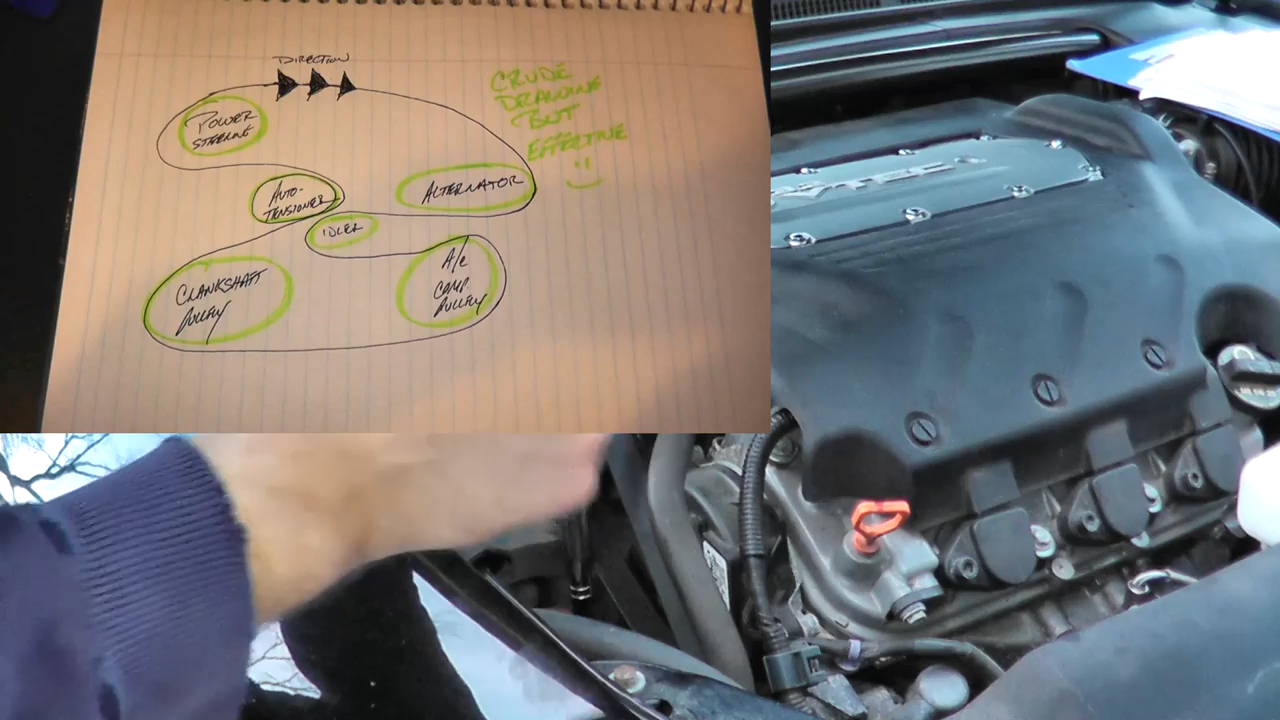 DIRECTION
CRUDE
DRAWING
BUT
EFFECTIVE
POWER
STEERING
AUTO-
TENSIONER
ALTERNATOR
IDLER
A/C
COMP
PULLEY
CRANKSHAFT
PULLEY